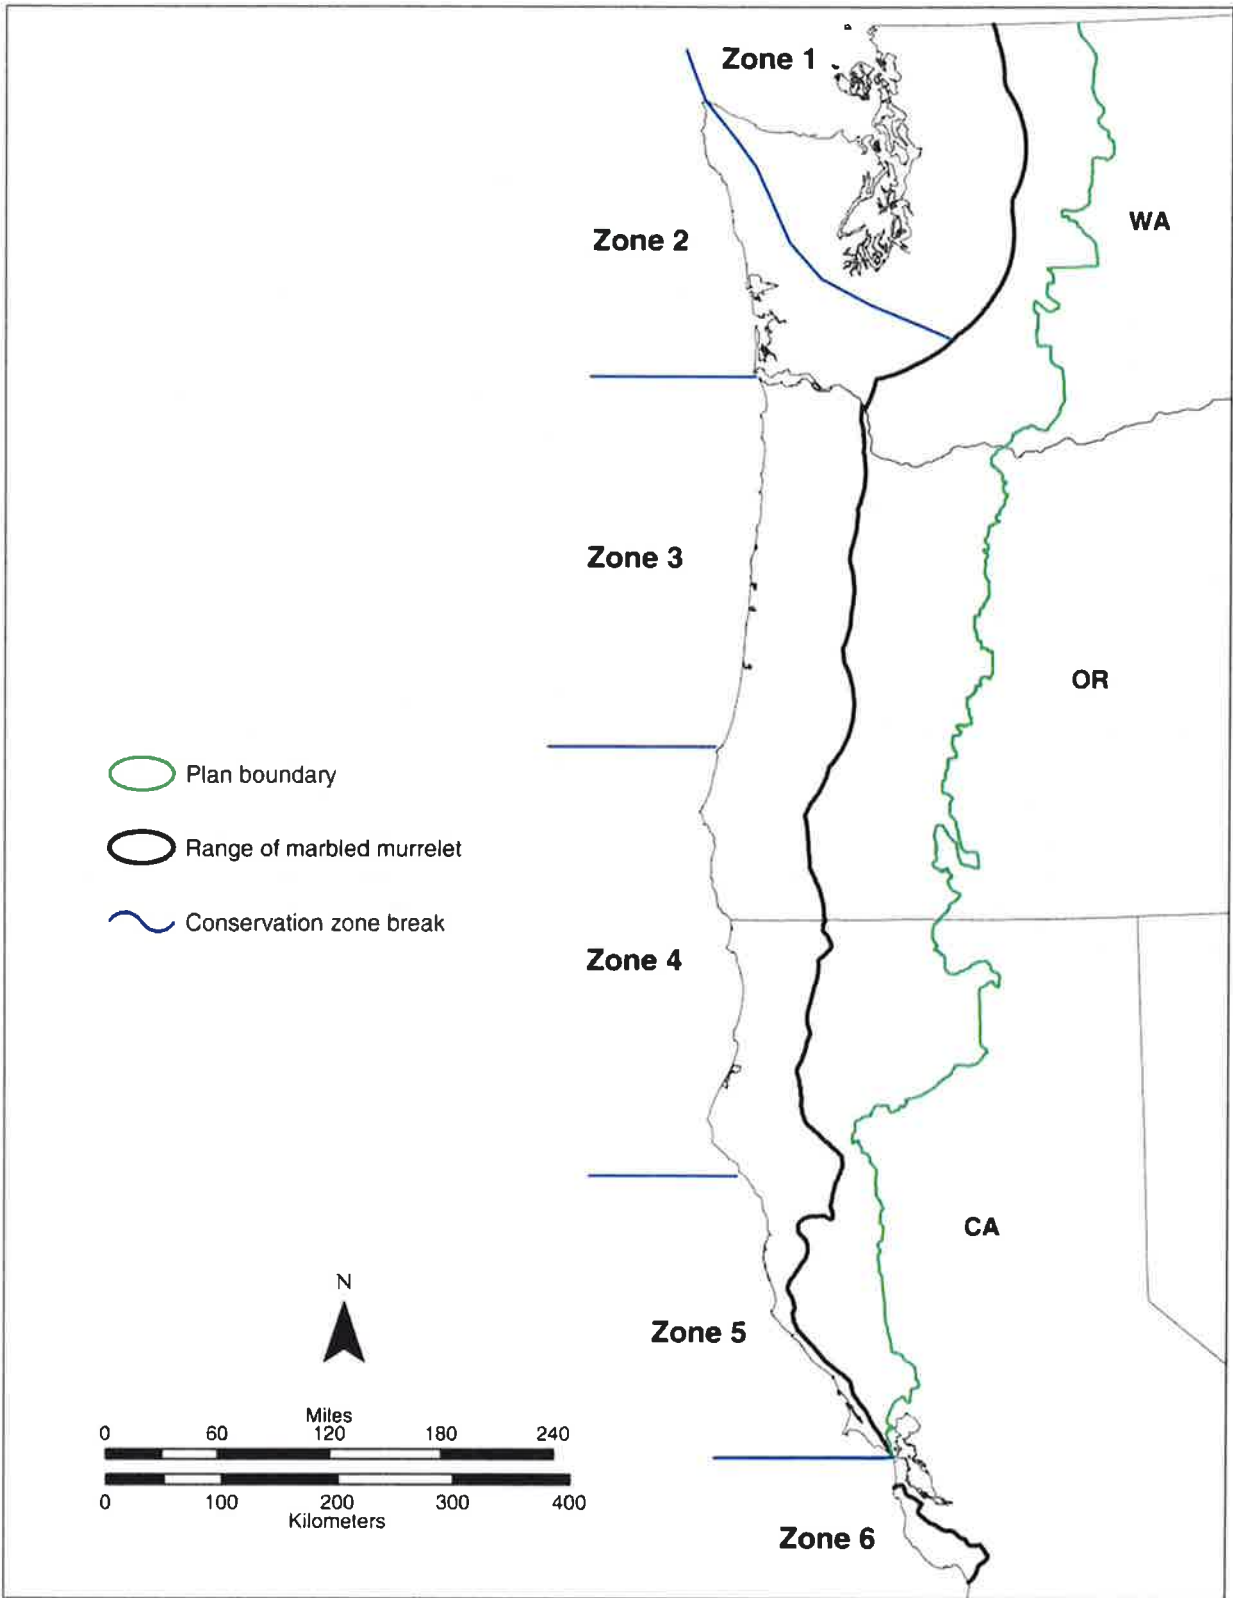 Zone 1
WA
Zone 2
Zone 3
OR
Plan boundary
Range of marbled murrelet
Conservation zone break
Zone 4
CA
N
Zone 5
Miles
0 60 120 180 240
0 100 200 300 400
Kilometers
Zone 6